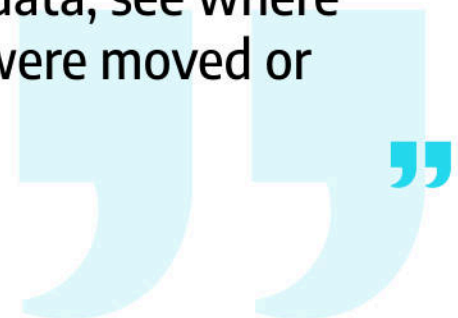 data, see where
were moved or
”